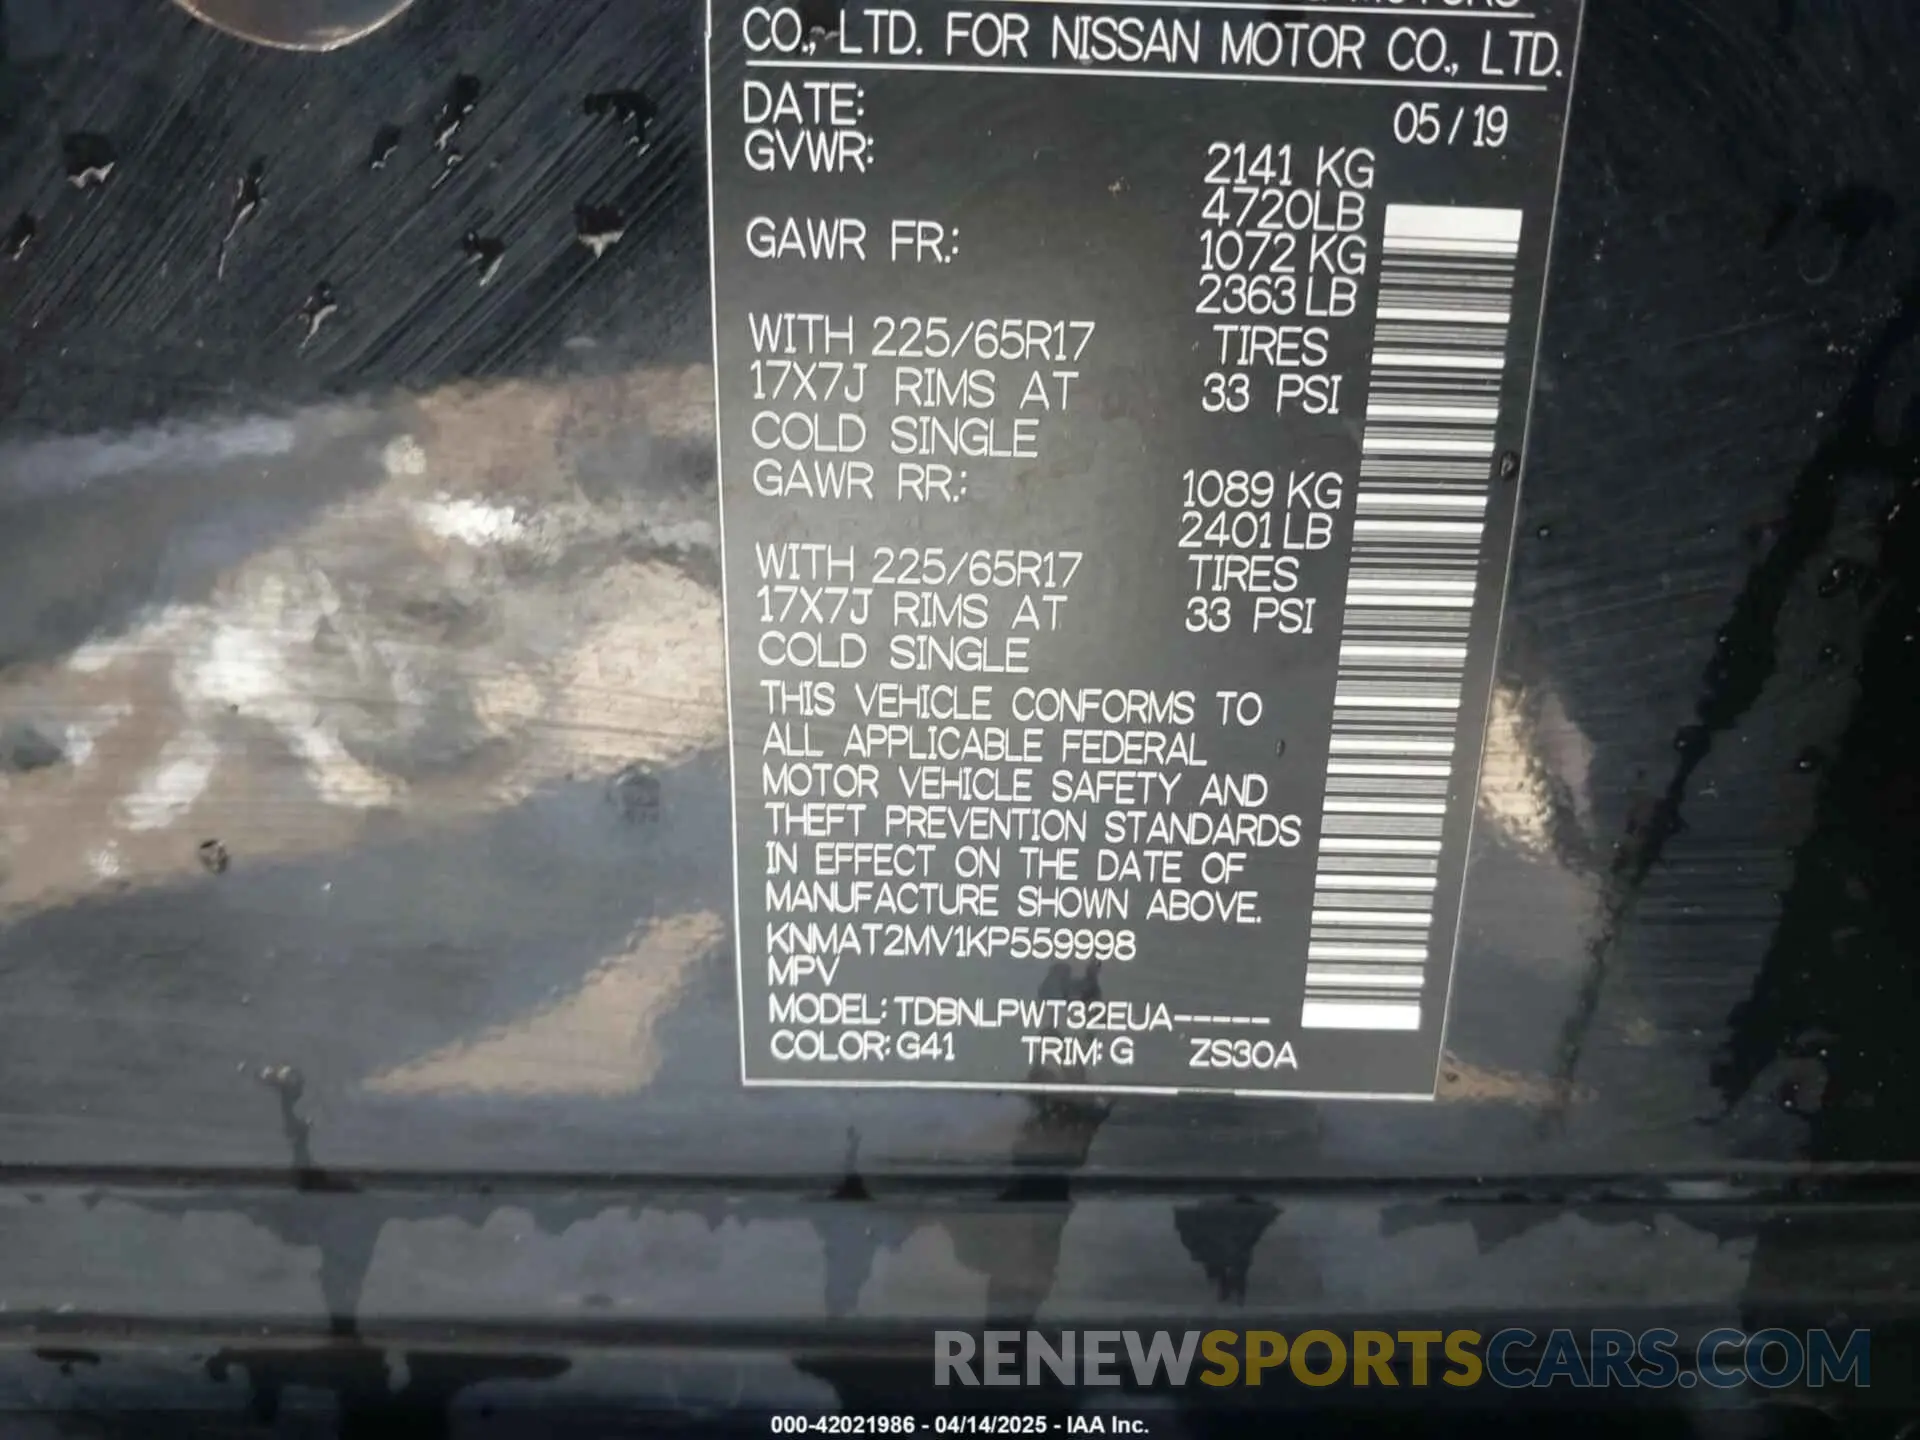 CO., LTD. FOR NISSAN MOTOR CO., LTD.
DATE: 05 / 19
GVWR: 2141 KG
4720LB
GAWR FR.: 1072 KG
2363 LB
WITH 225/65R17 TIRES
17X7J RIMS AT 33 PSI
COLD SINGLE
GAWR RR.: 1089 KG
2401 LB
WITH 225/65R17 TIRES
17X7J RIMS AT 33 PSI
COLD SINGLE
THIS VEHICLE CONFORMS TO
ALL APPLICABLE FEDERAL
MOTOR VEHICLE SAFETY AND
THEFT PREVENTION STANDARDS
IN EFFECT ON THE DATE OF
MANUFACTURE SHOWN ABOVE.
KNMAT2MV1KP559998
MPV
MODEL: TDBNLPWT32EUA-----
COLOR: G41 TRIM: G ZS30A
RENEWSPORTSCARS.COM
000-42021986 - 04/14/2025 - IAA Inc.